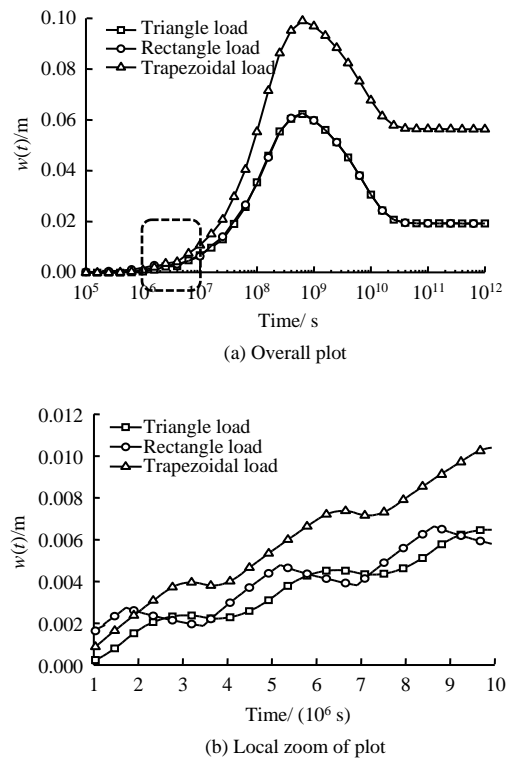 0.10
Triangle load
Rectangle load
0.08
Trapezoidal load
0.06
w(t)/m
0.04
0.02
0.00
10^5 10^6 10^7 10^8 10^9 10^10 10^11 10^12
Time/ s
(a) Overall plot
0.012
Triangle load
Rectangle load
0.010
Trapezoidal load
0.008
w(t)/m
0.006
0.004
0.002
0.000
1 2 3 4 5 6 7 8 9 10
Time/ (10^6 s)
(b) Local zoom of plot